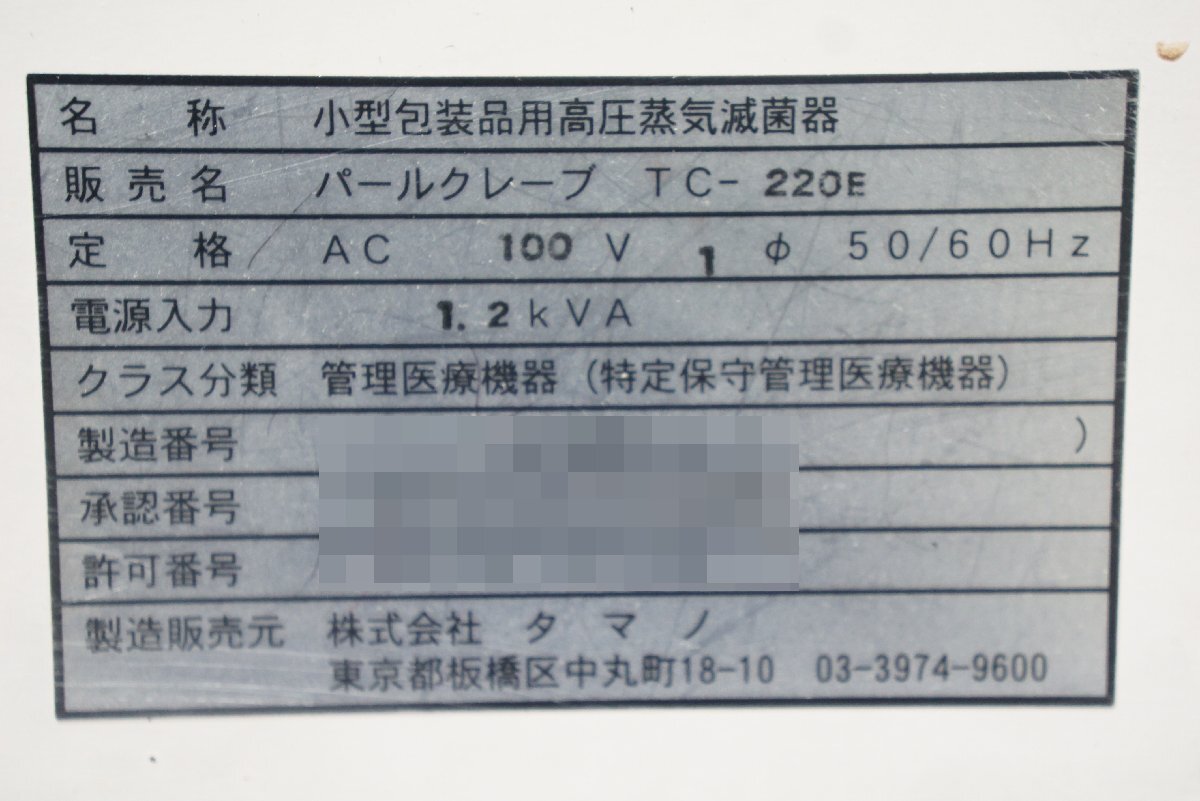 名称 小型包装品用高圧蒸気滅菌器
販売名 パールクレーブ TC-220E
定格 AC 100 V 1 φ 50/60Hz
電源入力 1.2kVA
クラス分類 管理医療機器（特定保守管理医療機器）
製造番号 ）
承認番号
許可番号
製造販売元 株式会社 タマノ
東京都板橋区中丸町18-10 03-3974-9600